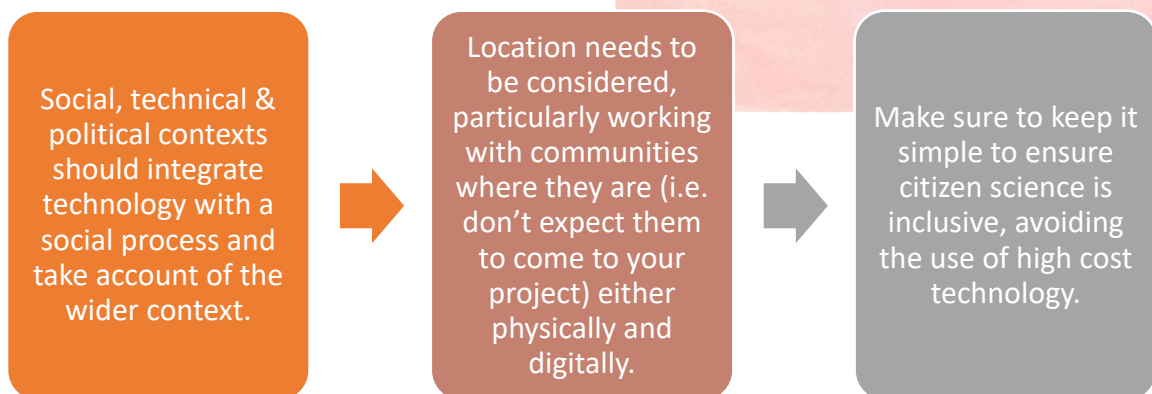 Social, technical &
political contexts
should integrate
technology with a
social process and
take account of the
wider context.
Location needs to
be considered,
particularly working
with communities
where they are (i.e.
don’t expect them
to come to your
project) either
physically and
digitally.
Make sure to keep it
simple to ensure
citizen science is
inclusive, avoiding
the use of high cost
technology.